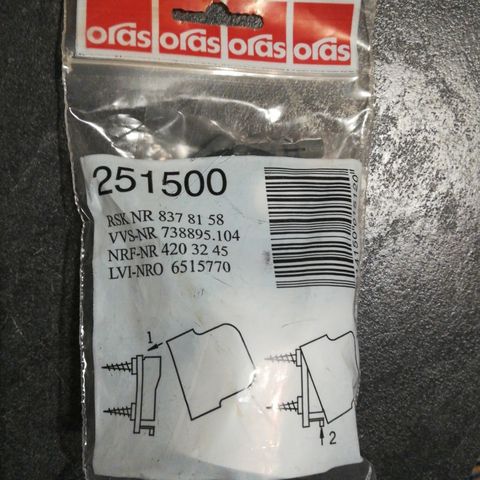 oras oras oras oras
251500
RSK NR 837 81 58
VVS-NR 738895.104
NRF-NR 420 32 45
LVI-NRO 6515770
1
2